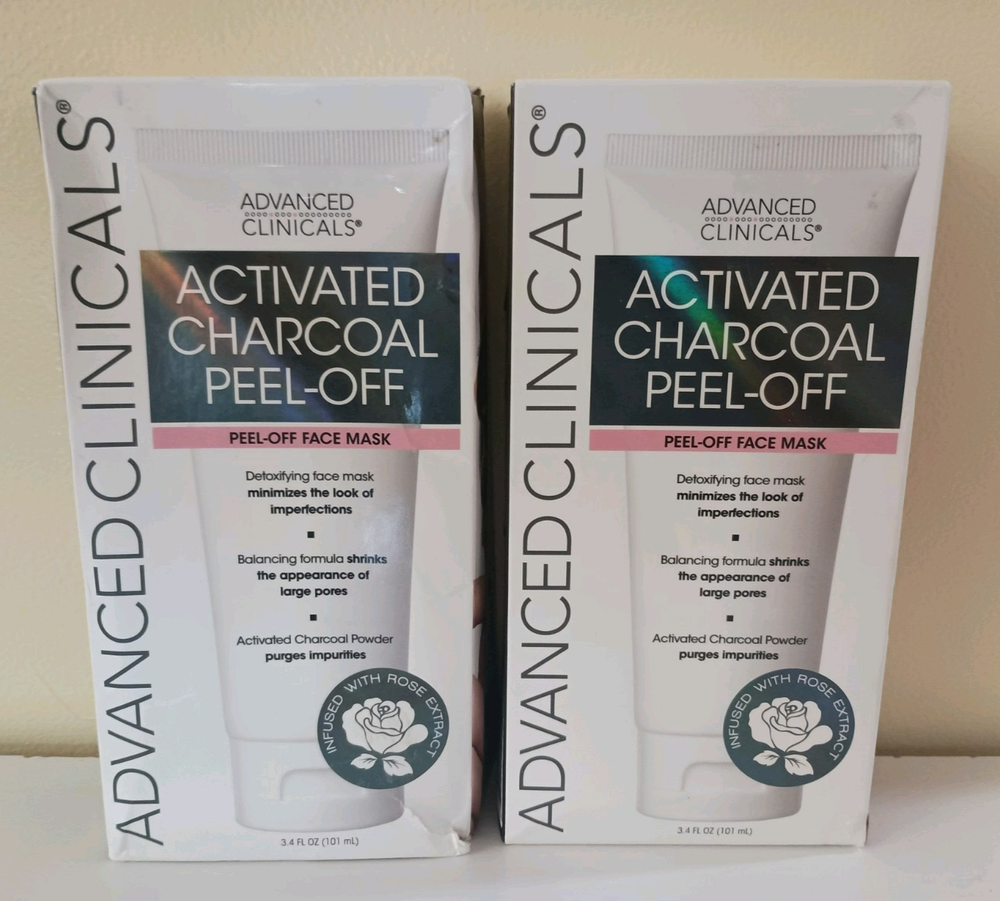 ADVANCED CLINICALS®
ADVANCED
CLINICALS®
ACTIVATED
CHARCOAL
PEEL-OFF
PEEL-OFF FACE MASK
Detoxifying face mask
minimizes the look of
imperfections
Balancing formula shrinks
the appearance of
large pores
Activated Charcoal Powder
purges impurities
INFUSED WITH ROSE EXTRACT
3.4 FL OZ (101 mL)
ADVANCED CLINICALS®
ADVANCED
CLINICALS®
ACTIVATED
CHARCOAL
PEEL-OFF
PEEL-OFF FACE MASK
Detoxifying face mask
minimizes the look of
imperfections
Balancing formula shrinks
the appearance of
large pores
Activated Charcoal Powder
purges impurities
INFUSED WITH ROSE EXTRACT
3.4 FL OZ (101 mL)